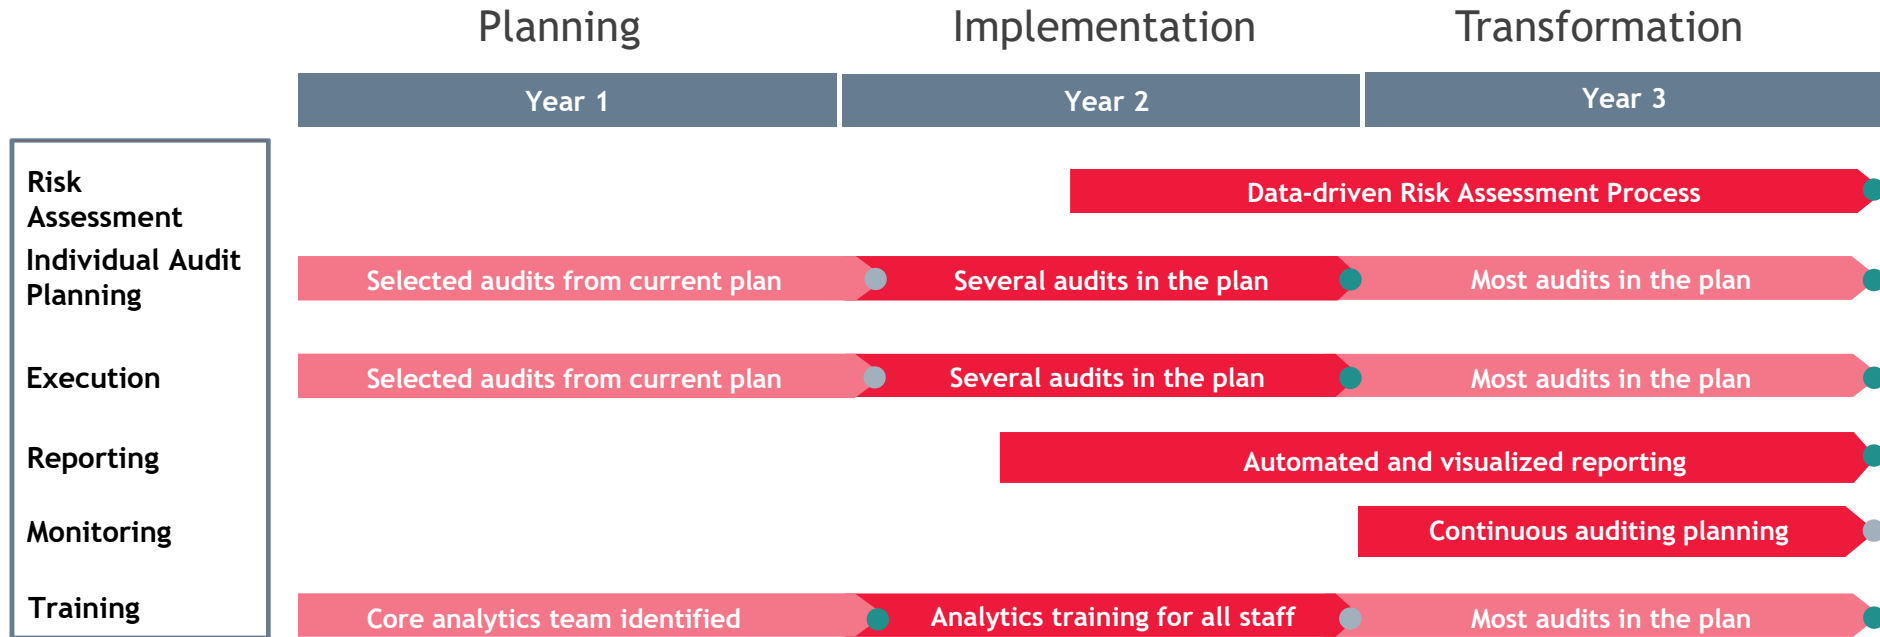 Planning
Implementation
Transformation
Year 1
Year 2
Year 3
Risk
Assessment
Data-driven Risk Assessment Process
Individual Audit
Planning
Selected audits from current plan
Several audits in the plan
Most audits in the plan
Execution
Selected audits from current plan
Several audits in the plan
Most audits in the plan
Reporting
Automated and visualized reporting
Monitoring
Continuous auditing planning
Training
Core analytics team identified
Analytics training for all staff
Most audits in the plan